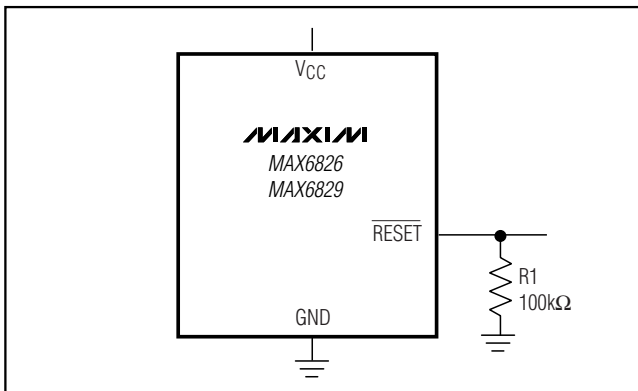 VCC
MAXIM
MAX6826
MAX6829
RESET
R1
100kΩ
GND